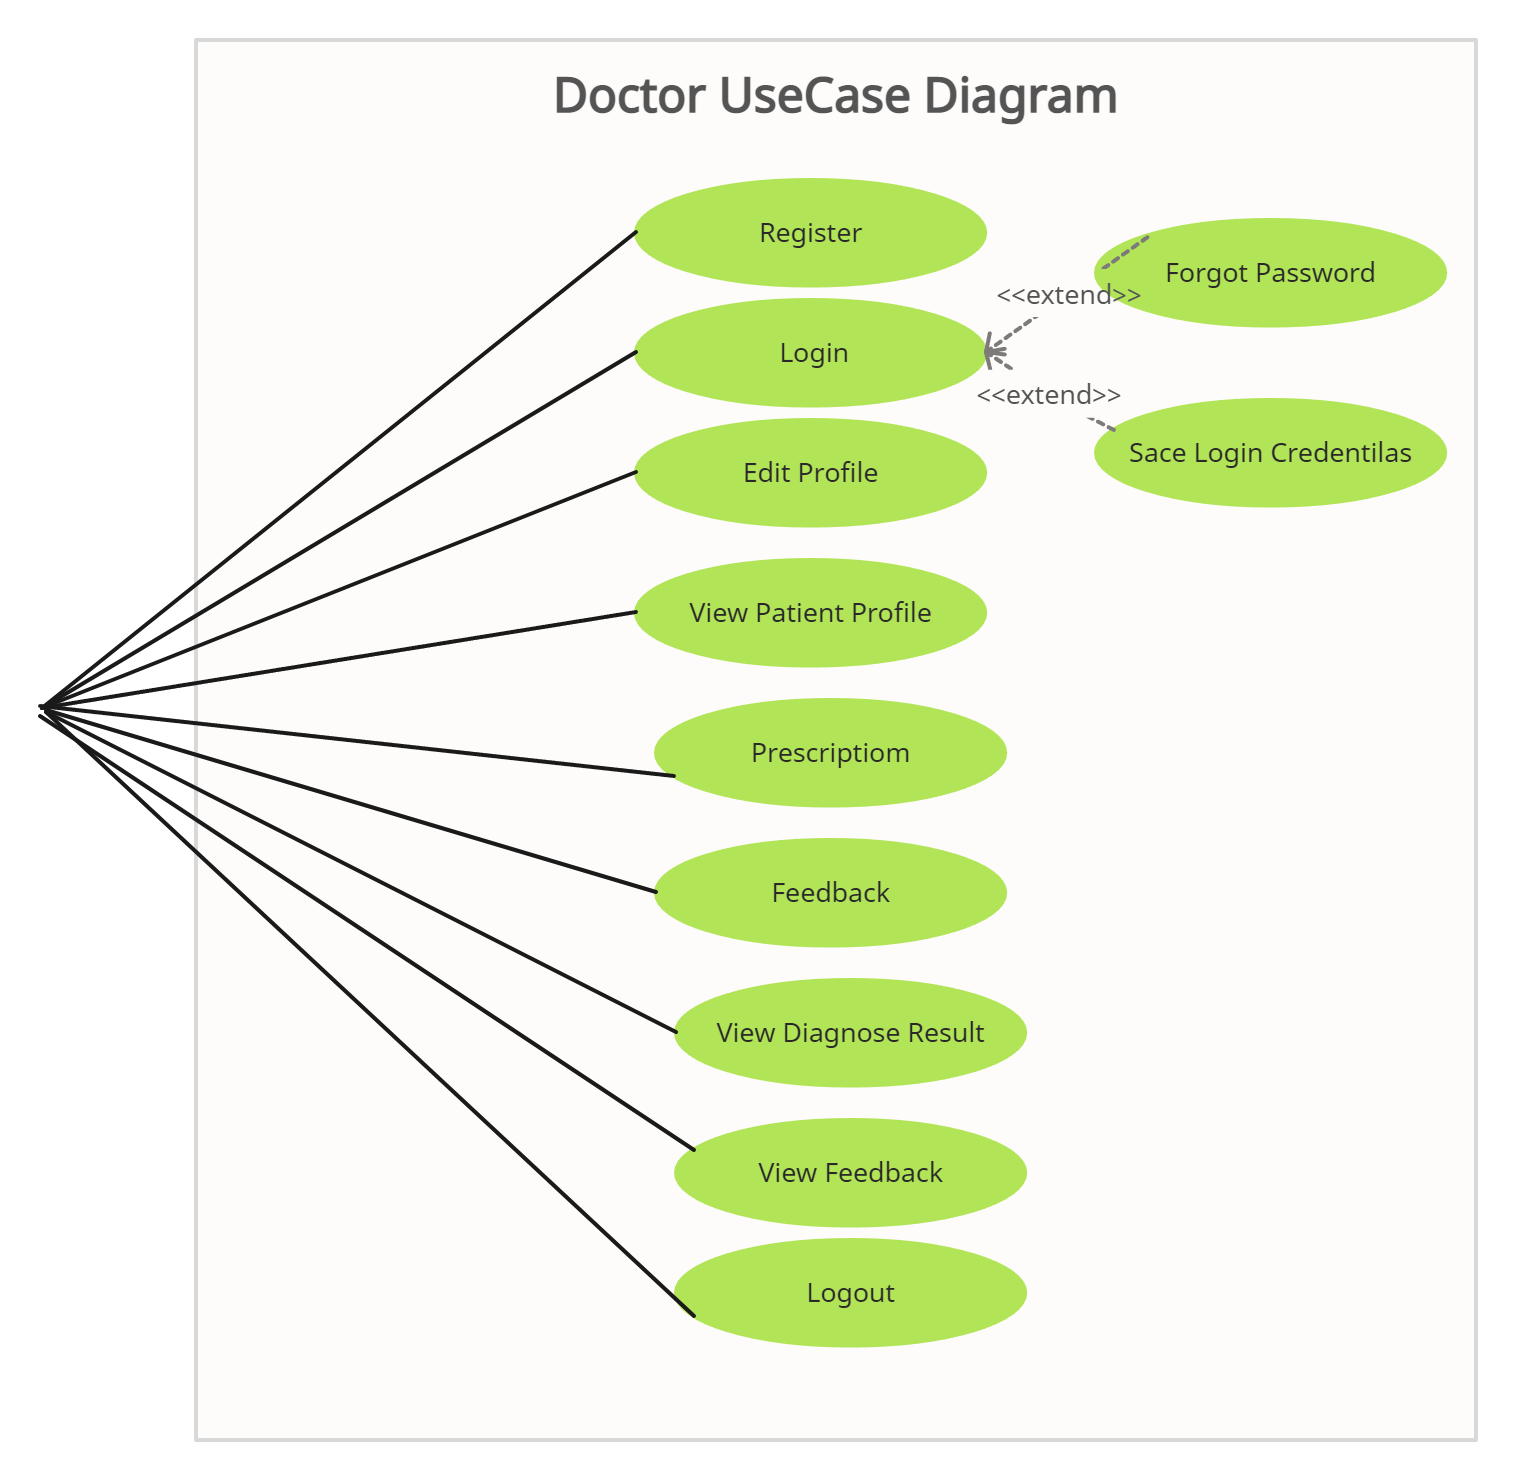 Doctor UseCase Diagram
Register
Forgot Password
<<extend>>
Login
<<extend>>
Sace Login Credentilas
Edit Profile
View Patient Profile
Prescriptiom
Feedback
View Diagnose Result
View Feedback
Logout